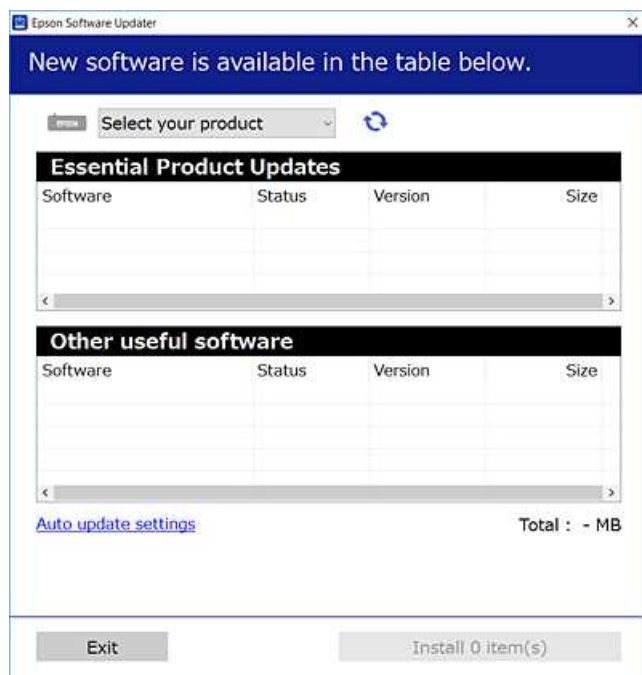 Epson Software Updater
New software is available in the table below.
EPSON Select your product
Essential Product Updates
Software Status Version Size
Other useful software
Software Status Version Size
Auto update settings Total : - MB
Exit Install 0 item(s)